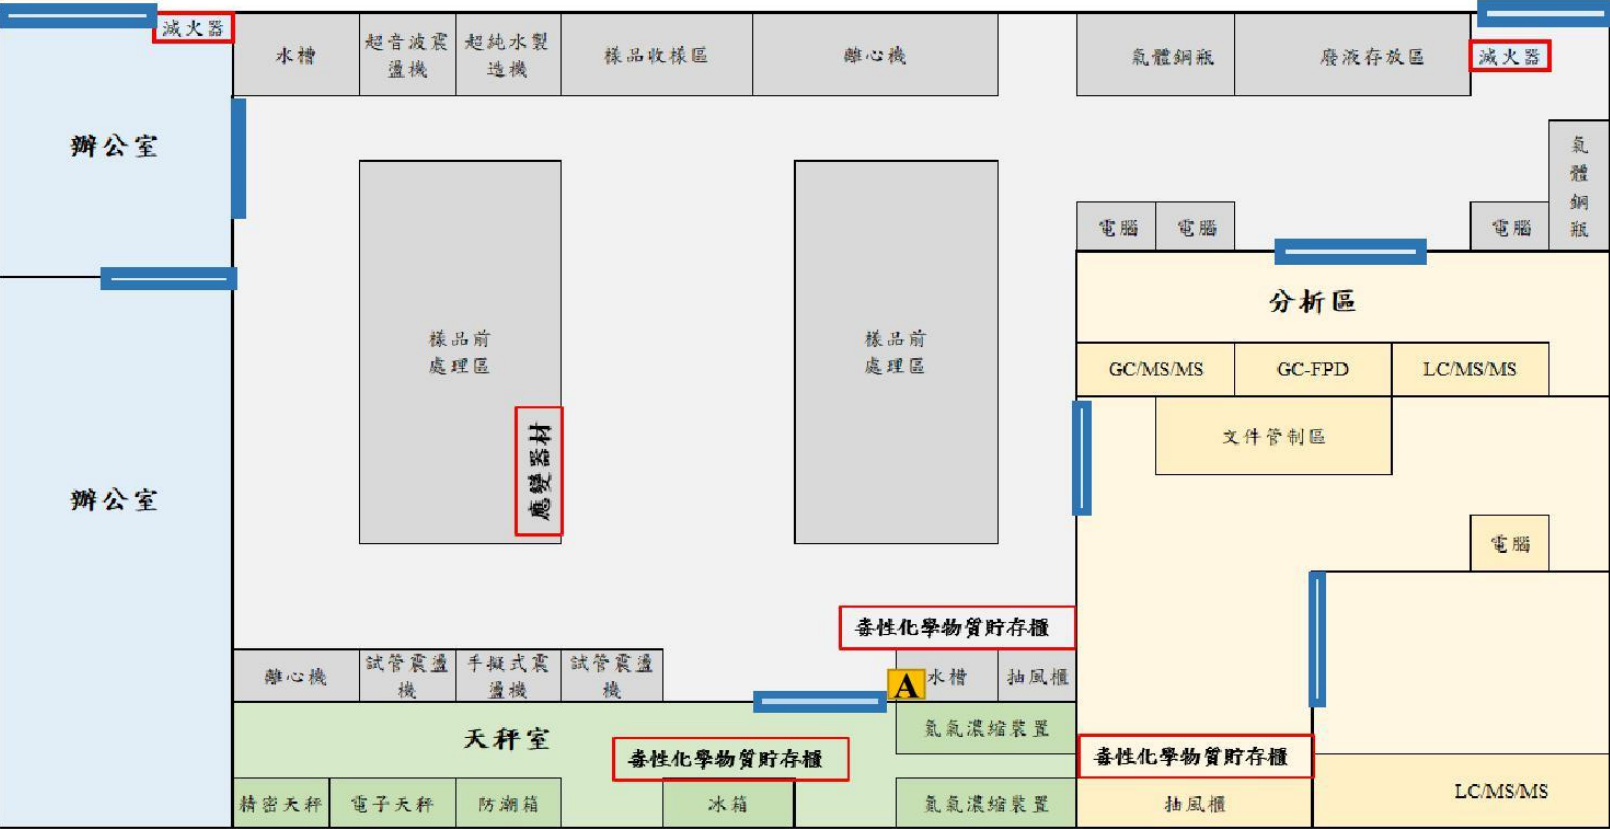 滅火器
水槽
超音波震
盪機
超純水製
造機
樣品收樣區
離心機
氣體鋼瓶
廢液存放區
滅火器
辦公室
氣
體
鋼
瓶
電腦
電腦
電腦
分析區
樣品前
處理區
樣品前
處理區
GC/MS/MS
GC-FPD
LC/MS/MS
應變器材
文件管制區
辦公室
電腦
毒性化學物質貯存櫃
離心機
試管震盪
機
手擬式震
盪機
試管震盪
機
A
水槽
抽風櫃
天秤室
氮氣濃縮裝置
毒性化學物質貯存櫃
毒性化學物質貯存櫃
精密天秤
電子天秤
防潮箱
冰箱
氮氣濃縮裝置
抽風櫃
LC/MS/MS